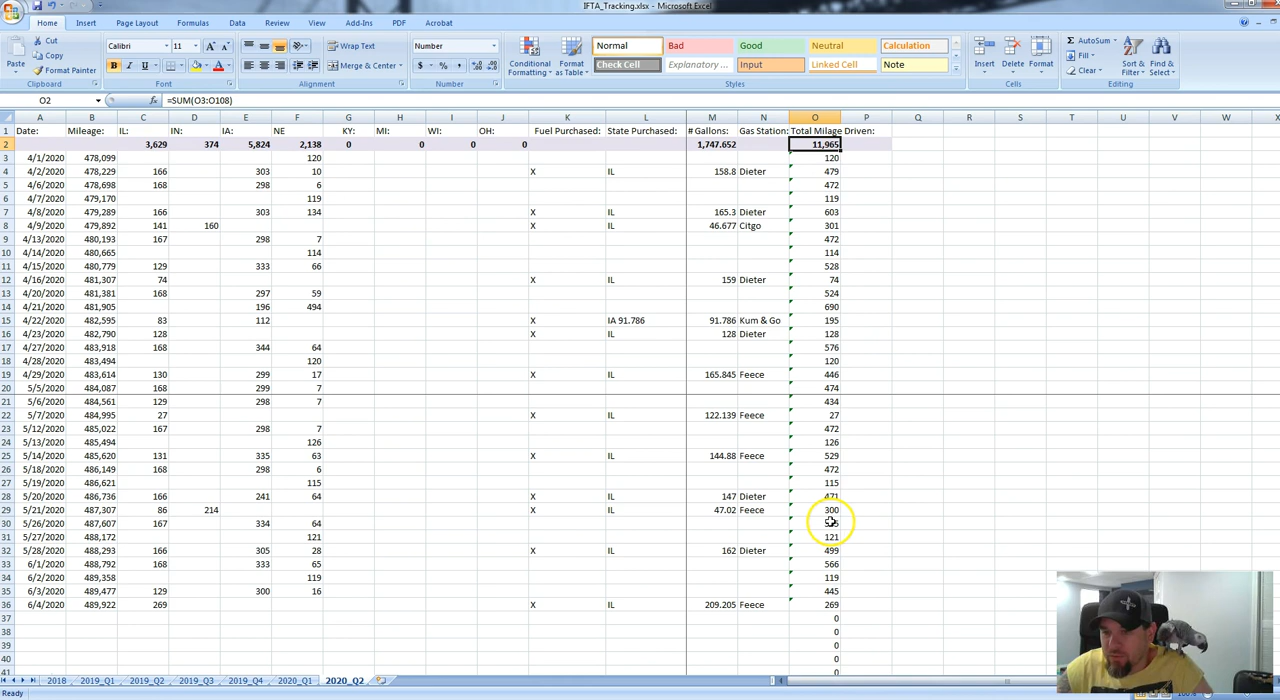 IFTA_Tracking.xlsx - Microsoft Excel
Home Insert Page Layout Formulas Data Review View Add-Ins PDF Acrobat
Paste Cut Copy Format Painter Calibri 11 Wrap Text Merge & Center Number Conditional Formatting Format as Table Normal Bad Good Neutral Calculation Check Cell Explanatory ... Input Linked Cell Note Insert Delete Format AutoSum Fill Clear Sort & Filter Find & Select
Clipboard Font Alignment Number Styles Cells Editing
O2 =SUM(O3:O108)
A B C D E F G H I J K L M N O P Q R S T U V W X
1 Date: Mileage: IL: IN: IA: NE KY: MI: WI: OH: Fuel Purchased: State Purchased: # Gallons: Gas Station: Total Milage Driven:
2 3,629 374 5,824 2,138 0 0 0 0 1,747.652 11,965
3 4/1/2020 478,099 120 120
4 4/2/2020 478,229 166 303 10 X IL 158.8 Dieter 479
5 4/6/2020 478,698 168 298 6 472
6 4/7/2020 479,170 119 119
7 4/8/2020 479,289 166 303 134 X IL 165.3 Dieter 603
8 4/9/2020 479,892 141 160 X IL 46.677 Citgo 301
9 4/13/2020 480,193 167 298 7 472
10 4/14/2020 480,665 114 114
11 4/15/2020 480,779 129 333 66 528
12 4/16/2020 481,307 74 X IL 159 Dieter 74
13 4/20/2020 481,381 168 297 59 524
14 4/21/2020 481,905 196 494 690
15 4/22/2020 482,595 83 112 X IA 91.786 91.786 Kum & Go 195
16 4/23/2020 482,790 128 X IL 128 Dieter 128
17 4/27/2020 482,918 168 344 64 576
18 4/28/2020 483,494 120 120
19 4/29/2020 483,614 130 299 17 X IL 165.845 Feece 446
20 5/5/2020 484,087 168 299 7 474
21 5/6/2020 484,561 129 298 7 434
22 5/7/2020 484,995 27 X IL 122.139 Feece 27
23 5/12/2020 485,022 167 298 7 472
24 5/13/2020 485,494 126 126
25 5/14/2020 485,620 131 335 63 X IL 144.88 Feece 529
26 5/18/2020 486,149 168 298 6 472
27 5/19/2020 486,621 115 115
28 5/20/2020 486,736 166 241 64 X IL 147 Dieter 471
29 5/21/2020 487,307 86 214 X IL 47.02 Feece 300
30 5/26/2020 487,607 167 334 64
31 5/27/2020 488,172 121 121
32 5/28/2020 488,293 166 305 28 X IL 162 Dieter 499
33 6/1/2020 488,792 168 333 65 566
34 6/2/2020 489,358 119 119
35 6/3/2020 489,477 129 300 16 445
36 6/4/2020 489,922 269 X IL 209.205 Feece 269
37 0
38 0
39 0
40 0
41 0
2018 2019_Q1 2019_Q2 2019_Q3 2019_Q4 2020_Q1 2020_Q2
Ready